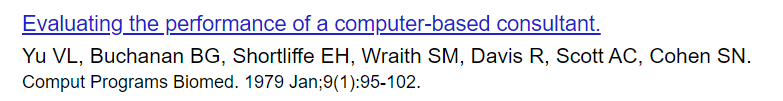 Evaluating the performance of a computer-based consultant.
Yu VL, Buchanan BG, Shortliffe EH, Wraith SM, Davis R, Scott AC, Cohen SN.
Comput Programs Biomed. 1979 Jan;9(1):95-102.